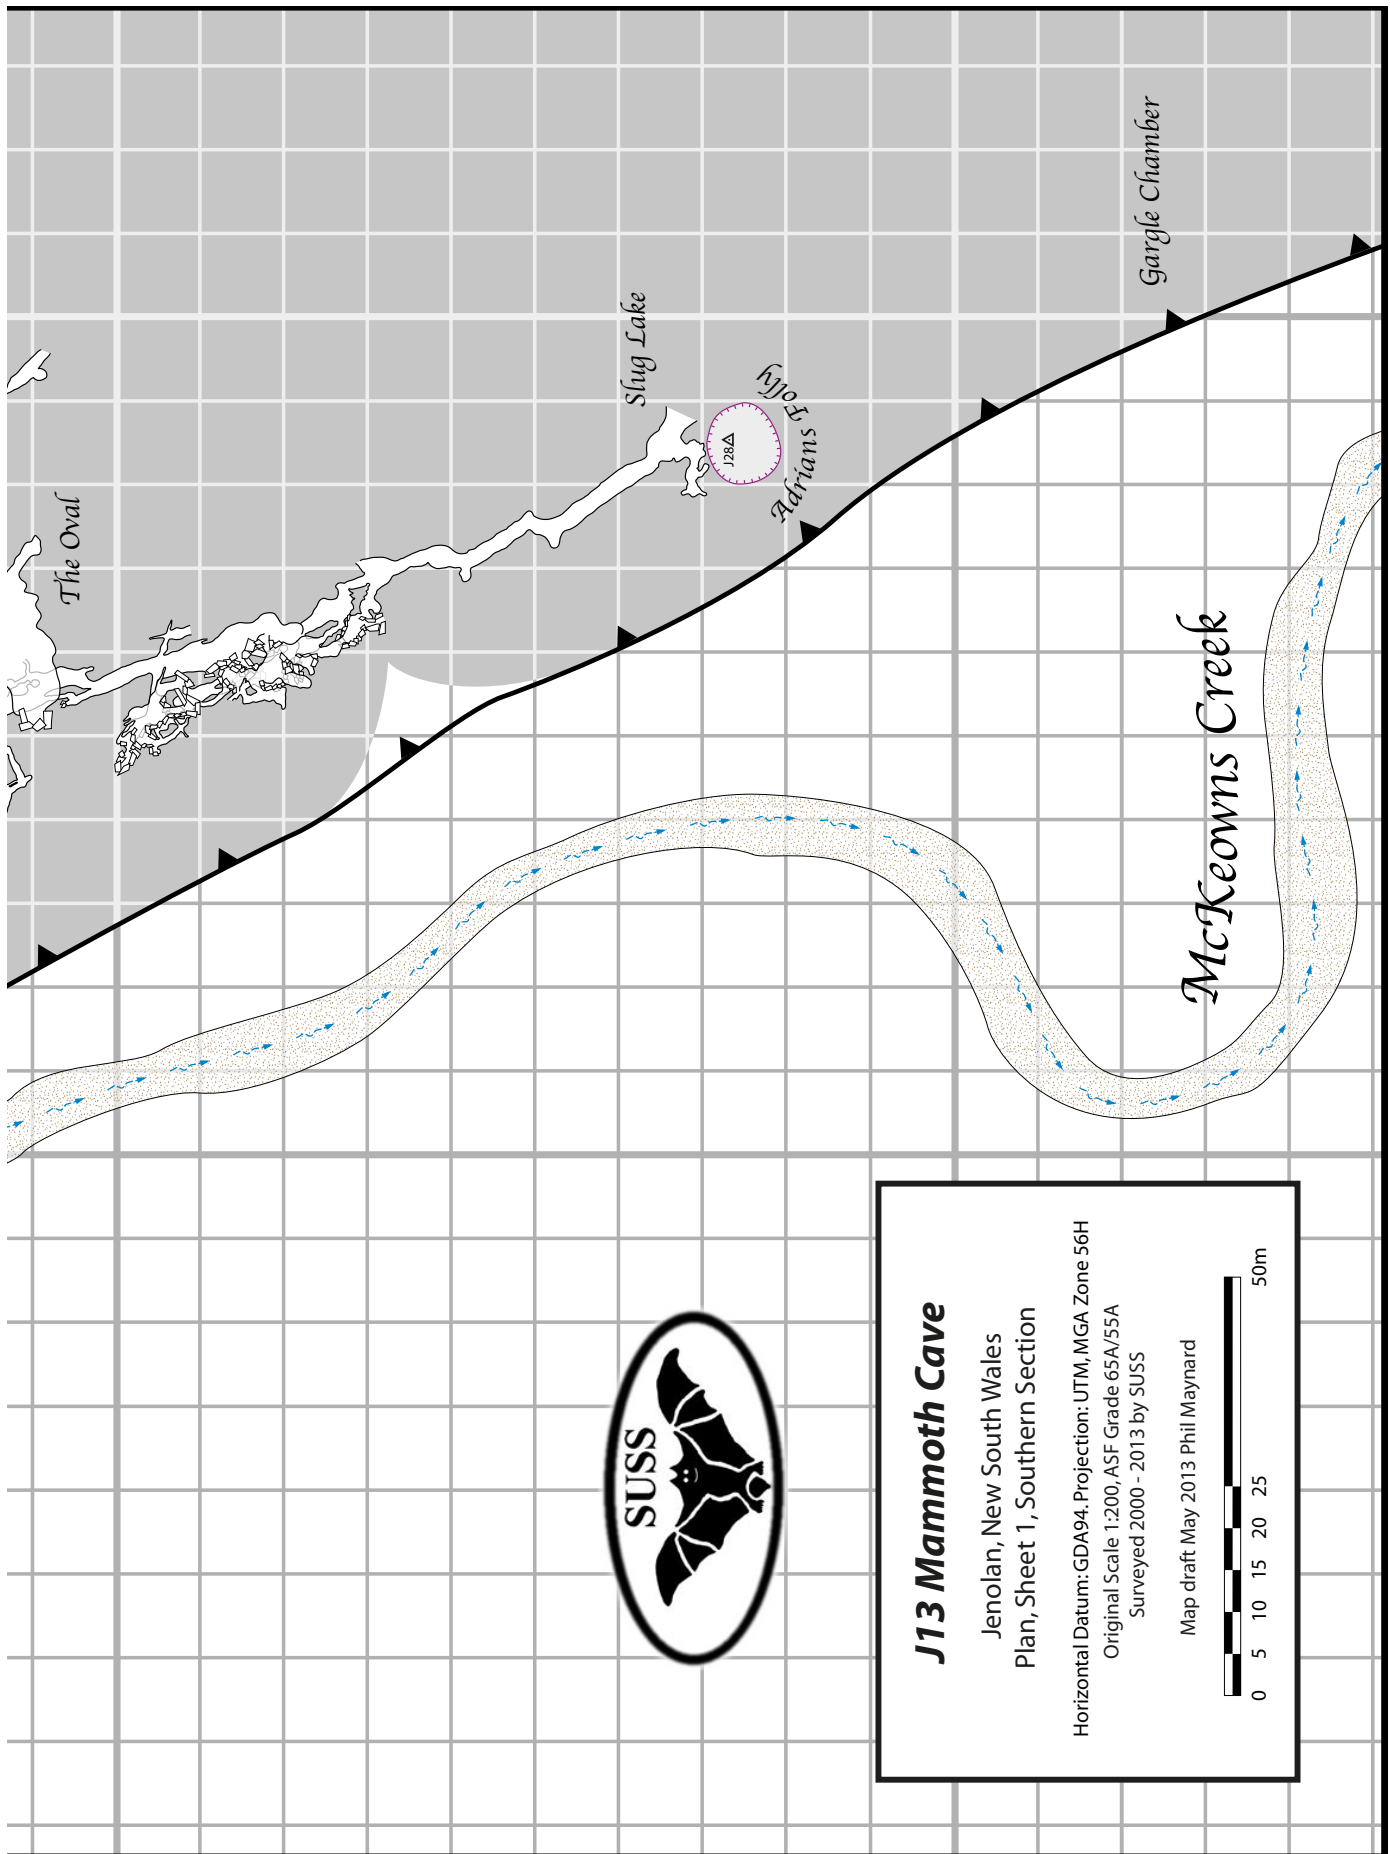 The Oval
Slug Lake
J28
Adrians Folly
Gargle Chamber
McKeowns Creek
SUSS
J13 Mammoth Cave
Jenolan, New South Wales
Plan, Sheet 1, Southern Section
Horizontal Datum: GDA94. Projection: UTM, MGA Zone 56H
Original Scale 1:200, ASF Grade 65A/55A
Surveyed 2000 - 2013 by SUSS
Map draft May 2013 Phil Maynard
0 5 10 15 20 25 50m